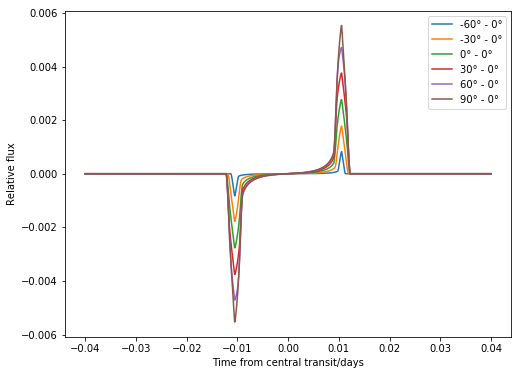 0.006
0.004
0.002
0.000
−0.002
−0.004
−0.006
Relative flux
-60° - 0°
-30° - 0°
0° - 0°
30° - 0°
60° - 0°
90° - 0°
−0.04 −0.03 −0.02 −0.01 0.00 0.01 0.02 0.03 0.04
Time from central transit/days